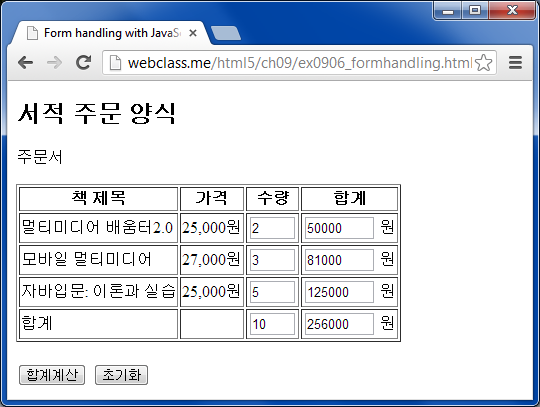 Form handling with JavaS
webclass.me/html5/ch09/ex0906_formhandling.html
서적 주문 양식
주문서
책 제목 가격 수량 합계
멀티미디어 배움터2.0 25,000원 2 50000 원
모바일 멀티미디어 27,000원 3 81000 원
자바입문: 이론과 실습 25,000원 5 125000 원
합계 10 256000 원
합계계산 초기화